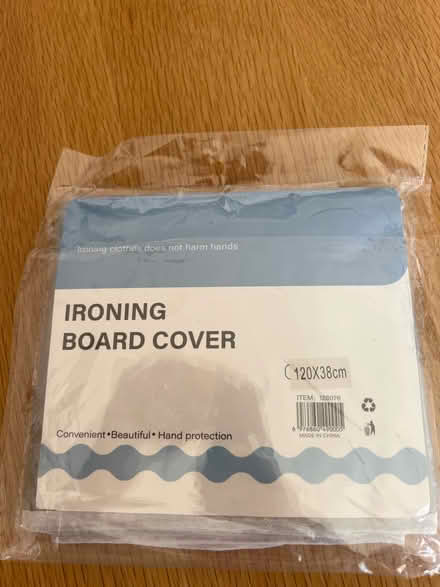 Ironing clothes does not harm hands
IRONING
BOARD COVER
120X38cm
ITEM:
Convenient•Beautiful•Hand protection
MADE IN CHINA